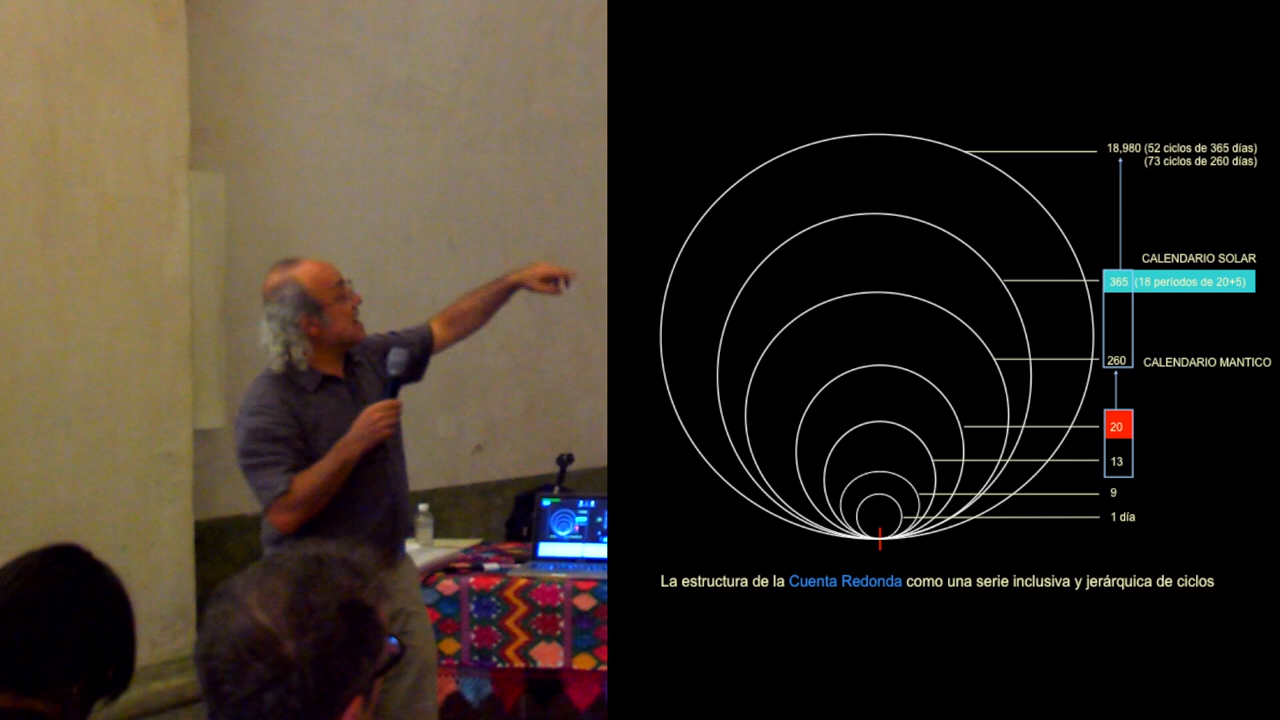 18,980 (52 ciclos de 365 días)
(73 ciclos de 260 días)
CALENDARIO SOLAR
365 (18 periodos de 20+5)
260 CALENDARIO MANTICO
20
13
9
1 día
La estructura de la Cuenta Redonda como una serie inclusiva y jerárquica de ciclos